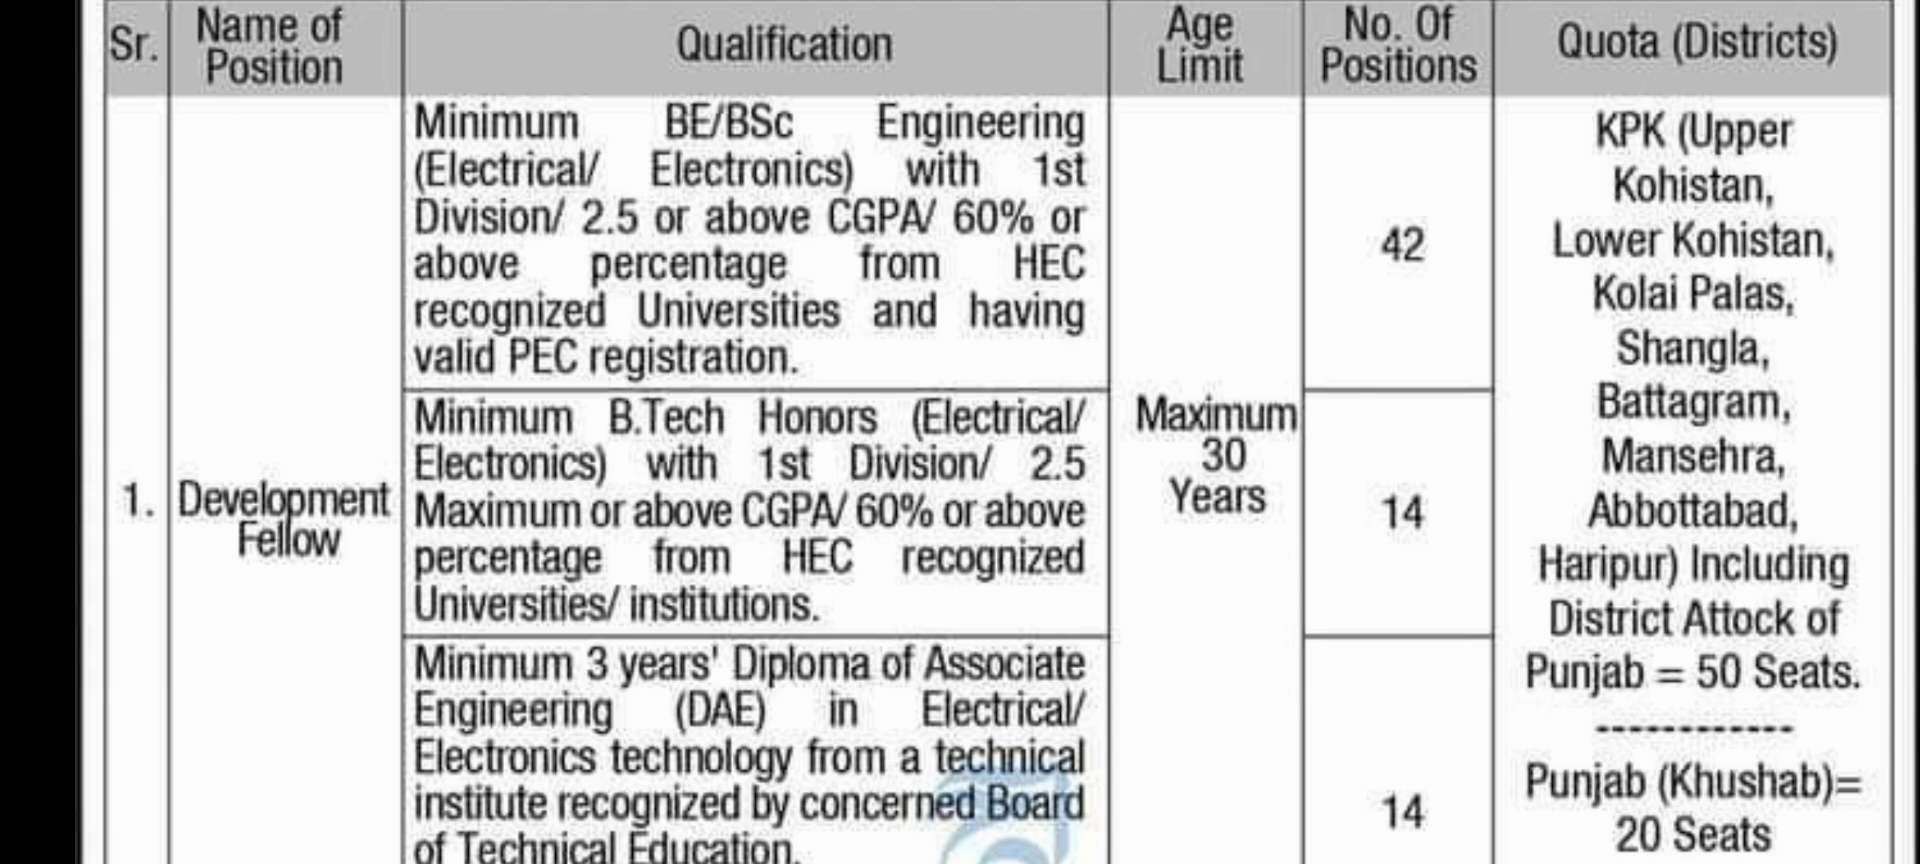 Sr.
Name of
Position
Qualification
Age
Limit
No. Of
Positions
Quota (Districts)
1.
Development
Fellow
Minimum BE/BSc Engineering
(Electrical/ Electronics) with 1st
Division/ 2.5 or above CGPA/ 60% or
above percentage from HEC
recognized Universities and having
valid PEC registration.
Minimum B.Tech Honors (Electrical/
Electronics) with 1st Division/ 2.5
Maximum or above CGPA/ 60% or above
percentage from HEC recognized
Universities/ institutions.
Minimum 3 years' Diploma of Associate
Engineering (DAE) in Electrical/
Electronics technology from a technical
institute recognized by concerned Board
of Technical Education.
Maximum
30
Years
42
14
14
KPK (Upper
Kohistan,
Lower Kohistan,
Kolai Palas,
Shangla,
Battagram,
Mansehra,
Abbottabad,
Haripur) Including
District Attock of
Punjab = 50 Seats.
------------
Punjab (Khushab)=
20 Seats